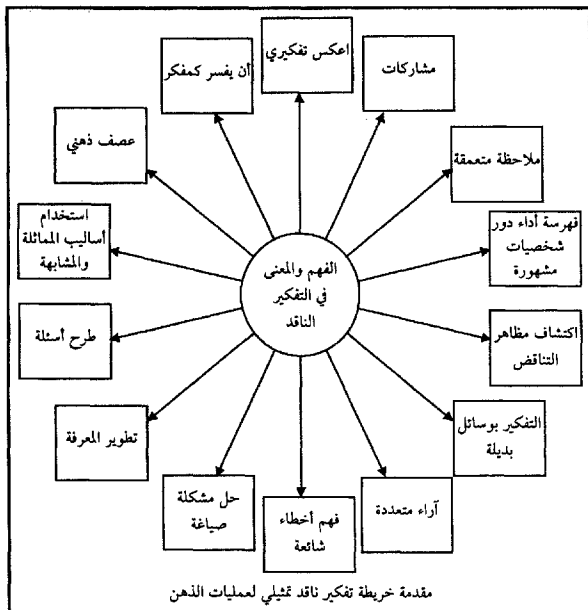 اعكس تفكيري
مشاركات
ملاحظة متعمقة
فهرسة أداء دور
شخصيات
مشهورة
اكتشاف مظاهر
التناقض
التفكير بوسائل
بديلة
آراء متعددة
فهم أخطاء
شائعة
حل مشكلة
صياغة
تطوير المعرفة
طرح أسئلة
استخدام
أساليب المماثلة
والمشابهة
عصف ذهني
أن يفسر كمفكر
الفهم والمعنى
في التفكير
الناقد
مقدمة خريطة تفكير ناقد تمثيلي لعمليات الذهن